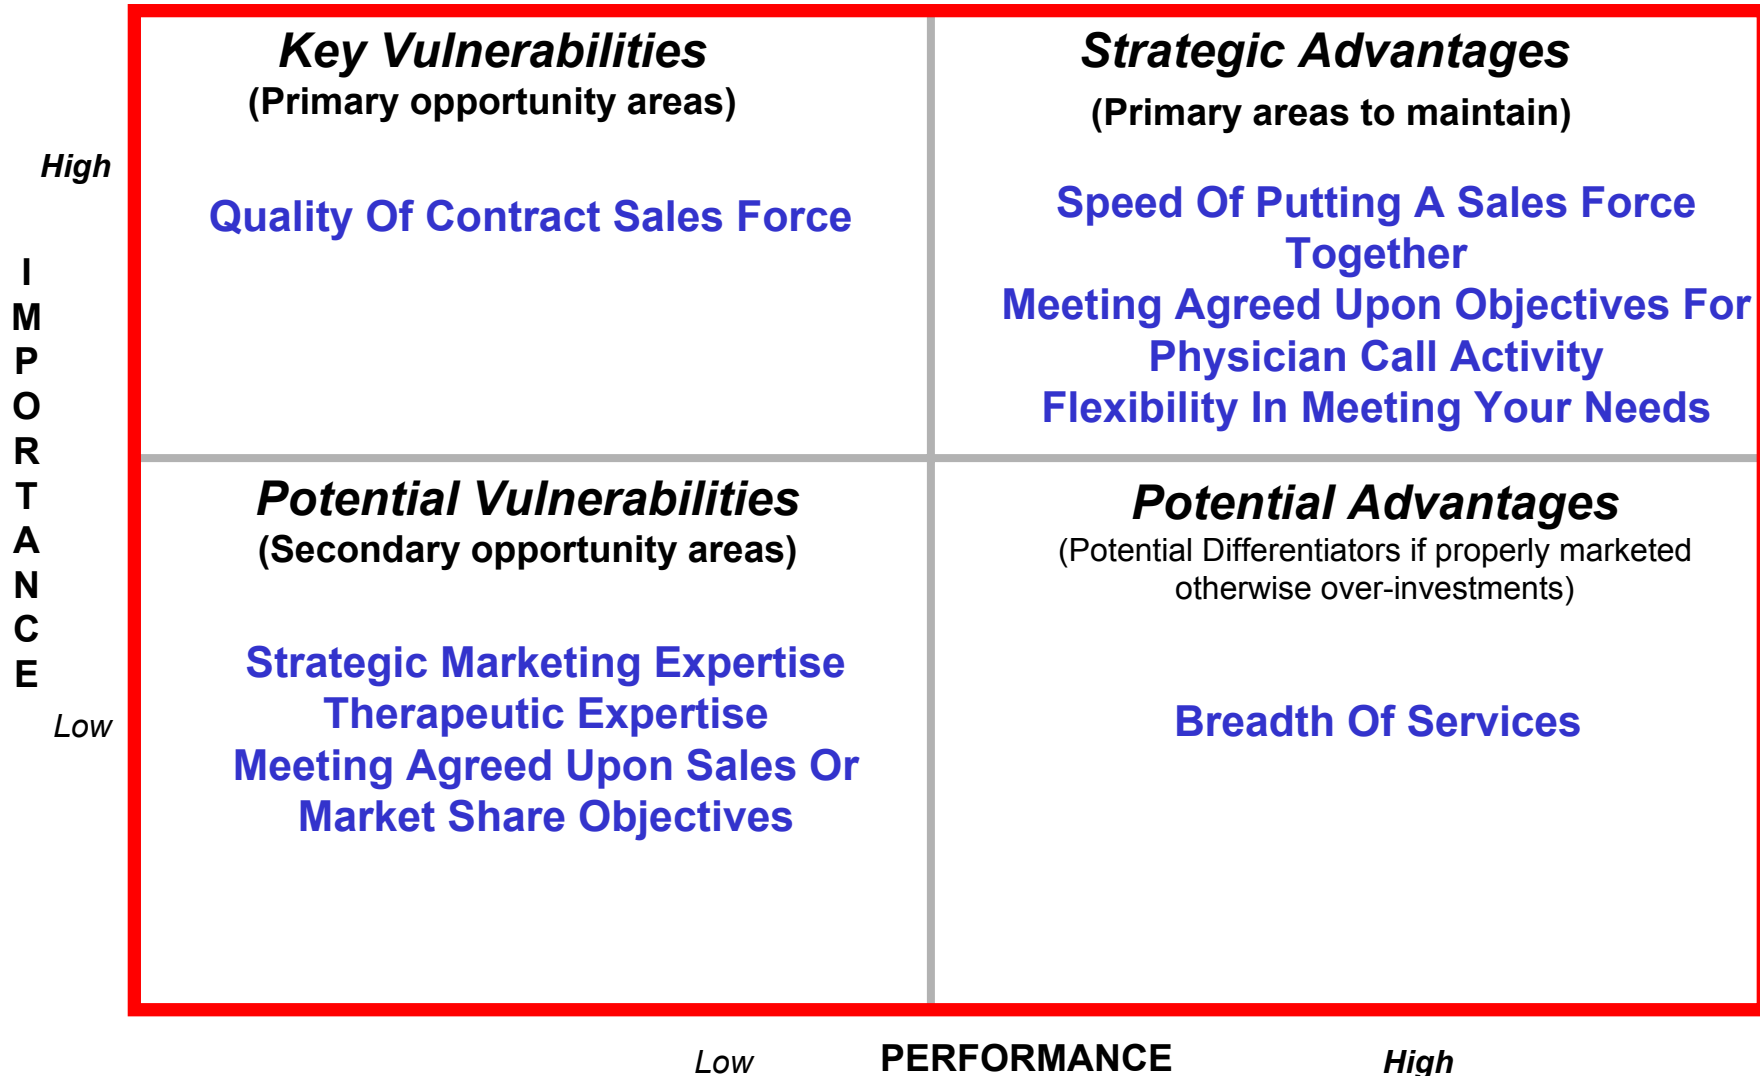 Key Vulnerabilities
(Primary opportunity areas)
Quality Of Contract Sales Force
Strategic Advantages
(Primary areas to maintain)
Speed Of Putting A Sales Force
Together
Meeting Agreed Upon Objectives For
Physician Call Activity
Flexibility In Meeting Your Needs
High
IMPORTANCE
Low
Potential Vulnerabilities
(Secondary opportunity areas)
Strategic Marketing Expertise
Therapeutic Expertise
Meeting Agreed Upon Sales Or
Market Share Objectives
Potential Advantages
(Potential Differentiators if properly marketed
otherwise over-investments)
Breadth Of Services
Low PERFORMANCE High